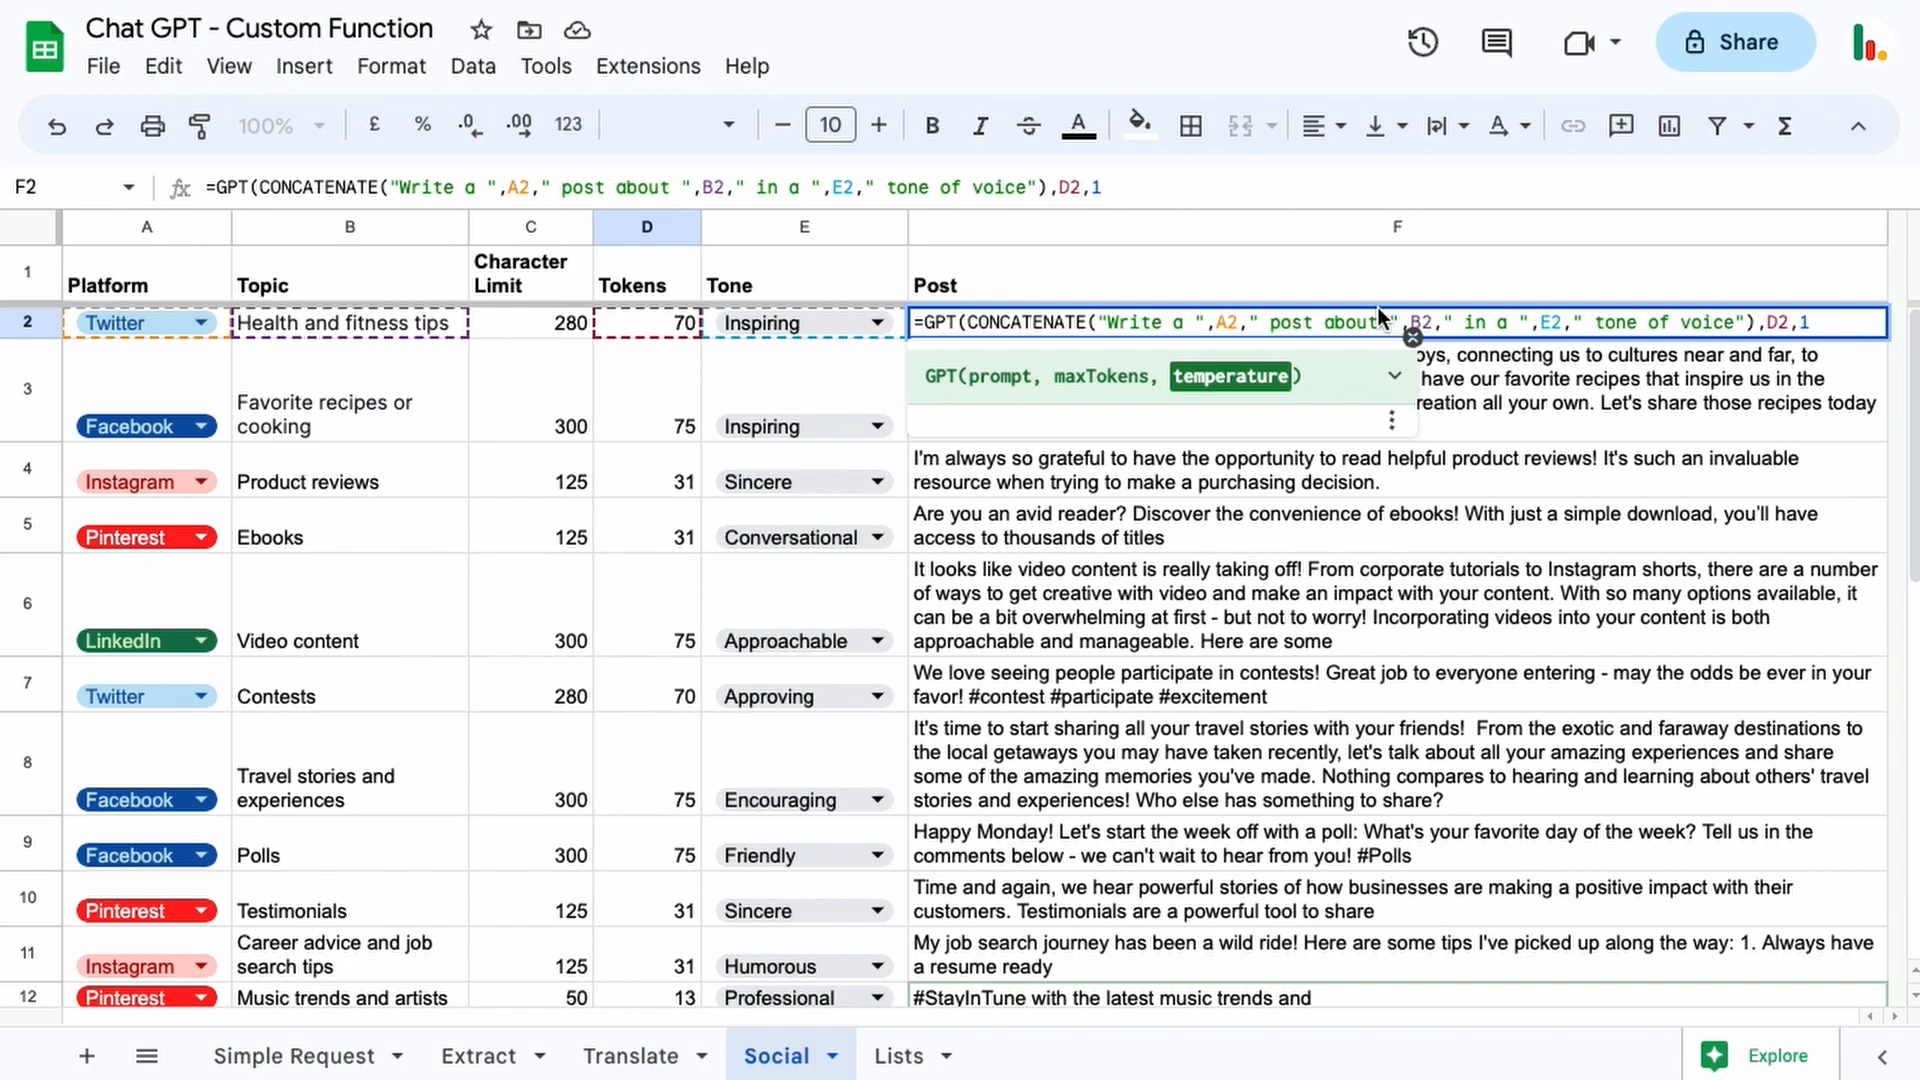 Chat GPT - Custom Function
File Edit View Insert Format Data Tools Extensions Help
Share
100% £ % .0 .00 123 10 B I A
F2 fx =GPT(CONCATENATE("Write a ",A2," post about ",B2," in a ",E2," tone of voice"),D2,1
A B C D E F
1 Platform Topic Character Limit Tokens Tone Post
2 Twitter Health and fitness tips 280 70 Inspiring =GPT(CONCATENATE("Write a ",A2," post about ",B2," in a ",E2," tone of voice"),D2,1
GPT(prompt, maxTokens, temperature)
3 Facebook Favorite recipes or cooking 300 75 Inspiring
oys, connecting us to cultures near and far, to
have our favorite recipes that inspire us in the
reation all your own. Let's share those recipes today
4 Instagram Product reviews 125 31 Sincere I'm always so grateful to have the opportunity to read helpful product reviews! It's such an invaluable
resource when trying to make a purchasing decision.
5 Pinterest Ebooks 125 31 Conversational Are you an avid reader? Discover the convenience of ebooks! With just a simple download, you'll have
access to thousands of titles
6 LinkedIn Video content 300 75 Approachable It looks like video content is really taking off! From corporate tutorials to Instagram shorts, there are a number
of ways to get creative with video and make an impact with your content. With so many options available, it
can be a bit overwhelming at first - but not to worry! Incorporating videos into your content is both
approachable and manageable. Here are some
7 Twitter Contests 280 70 Approving We love seeing people participate in contests! Great job to everyone entering - may the odds be ever in your
favor! #contest #participate #excitement
8 Facebook Travel stories and experiences 300 75 Encouraging It's time to start sharing all your travel stories with your friends!  From the exotic and faraway destinations to
the local getaways you may have taken recently, let's talk about all your amazing experiences and share
some of the amazing memories you've made. Nothing compares to hearing and learning about others' travel
stories and experiences! Who else has something to share?
9 Facebook Polls 300 75 Friendly Happy Monday! Let's start the week off with a poll: What's your favorite day of the week? Tell us in the
comments below - we can't wait to hear from you! #Polls
10 Pinterest Testimonials 125 31 Sincere Time and again, we hear powerful stories of how businesses are making a positive impact with their
customers. Testimonials are a powerful tool to share
11 Instagram Career advice and job search tips 125 31 Humorous My job search journey has been a wild ride! Here are some tips I've picked up along the way: 1. Always have
a resume ready
12 Pinterest Music trends and artists 50 13 Professional #StayInTune with the latest music trends and
Simple Request Extract Translate Social Lists Explore